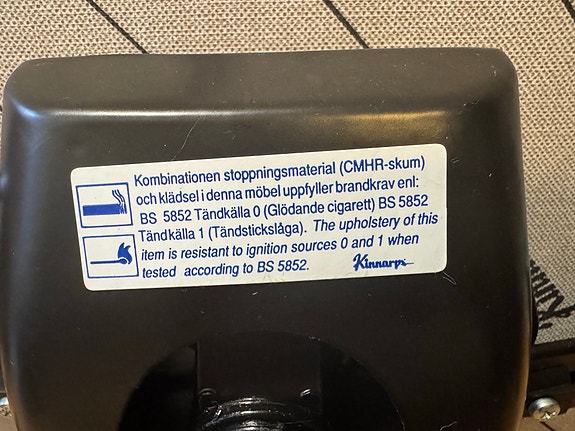 Kombinationen stoppningsmaterial (CMHR-skum)
och klädsel i denna möbel uppfyller brandkrav enl:
BS 5852 Tändkälla 0 (Glödande cigarett) BS 5852
Tändkälla 1 (Tändstickslåga). The upholstery of this
item is resistant to ignition sources 0 and 1 when
tested according to BS 5852. Kinnarps